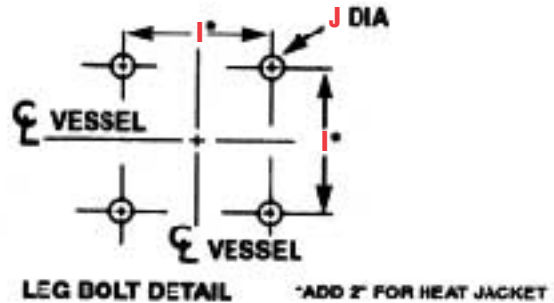 I*
J DIA
℄ VESSEL
I*
℄ VESSEL
LEG BOLT DETAIL
*ADD 2" FOR HEAT JACKET